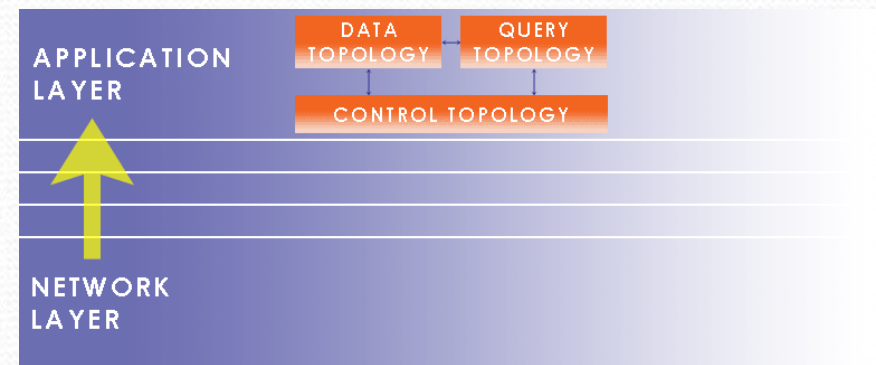 APPLICATION
LAYER
DATA
TOPOLOGY
QUERY
TOPOLOGY
CONTROL TOPOLOGY
NETWORK
LAYER